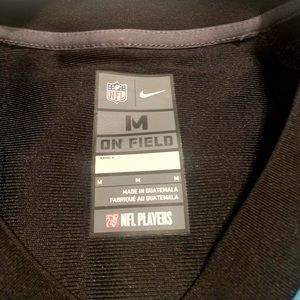 NFL
M
ON FIELD
M M M
MADE IN GUATEMALA
FABRIQUÉ AU GUATEMALA
NFL PLAYERS